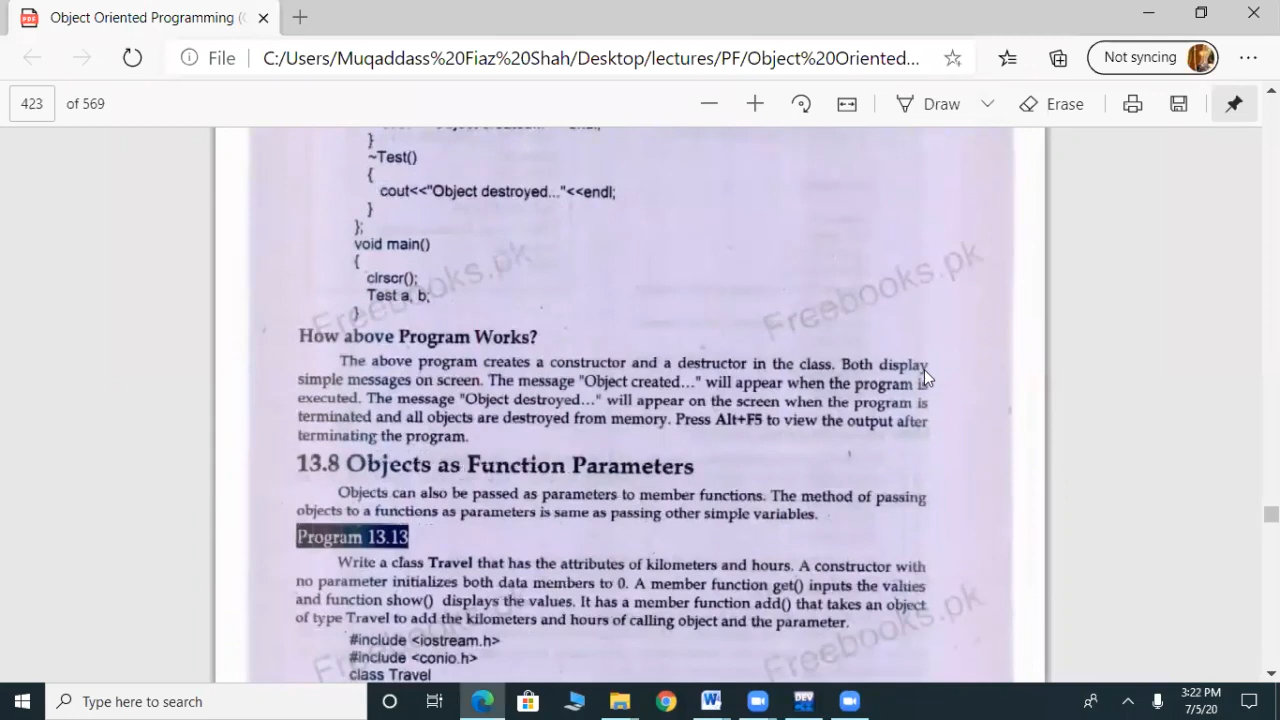 Object Oriented Programming (
File
C:/Users/Muqaddass%20Fiaz%20Shah/Desktop/lectures/PF/Object%20Oriented...
Not syncing
423
of 569
Draw
Erase
}
~Test()
{
cout<<"Object destroyed..."<<endl;
}
};
void main()
{
clrscr();
Test a, b;
}
How above Program Works?
The above program creates a constructor and a destructor in the class. Both display
simple messages on screen. The message "Object created..." will appear when the program is
executed. The message "Object destroyed..." will appear on the screen when the program is
terminated and all objects are destroyed from memory. Press Alt+F5 to view the output after
terminating the program.
13.8 Objects as Function Parameters
Objects can also be passed as parameters to member functions. The method of passing
objects to a functions as parameters is same as passing other simple variables.
Program 13.13
Write a class Travel that has the attributes of kilometers and hours. A constructor with
no parameter initializes both data members to 0. A member function get() inputs the values
and function show() displays the values. It has a member function add() that takes an object
of type Travel to add the kilometers and hours of calling object and the parameter.
#include <iostream.h>
#include <conio.h>
class Travel
Freebooks.pk
Freebooks.pk
Freebooks.pk
Type here to search
3:22 PM
7/5/20